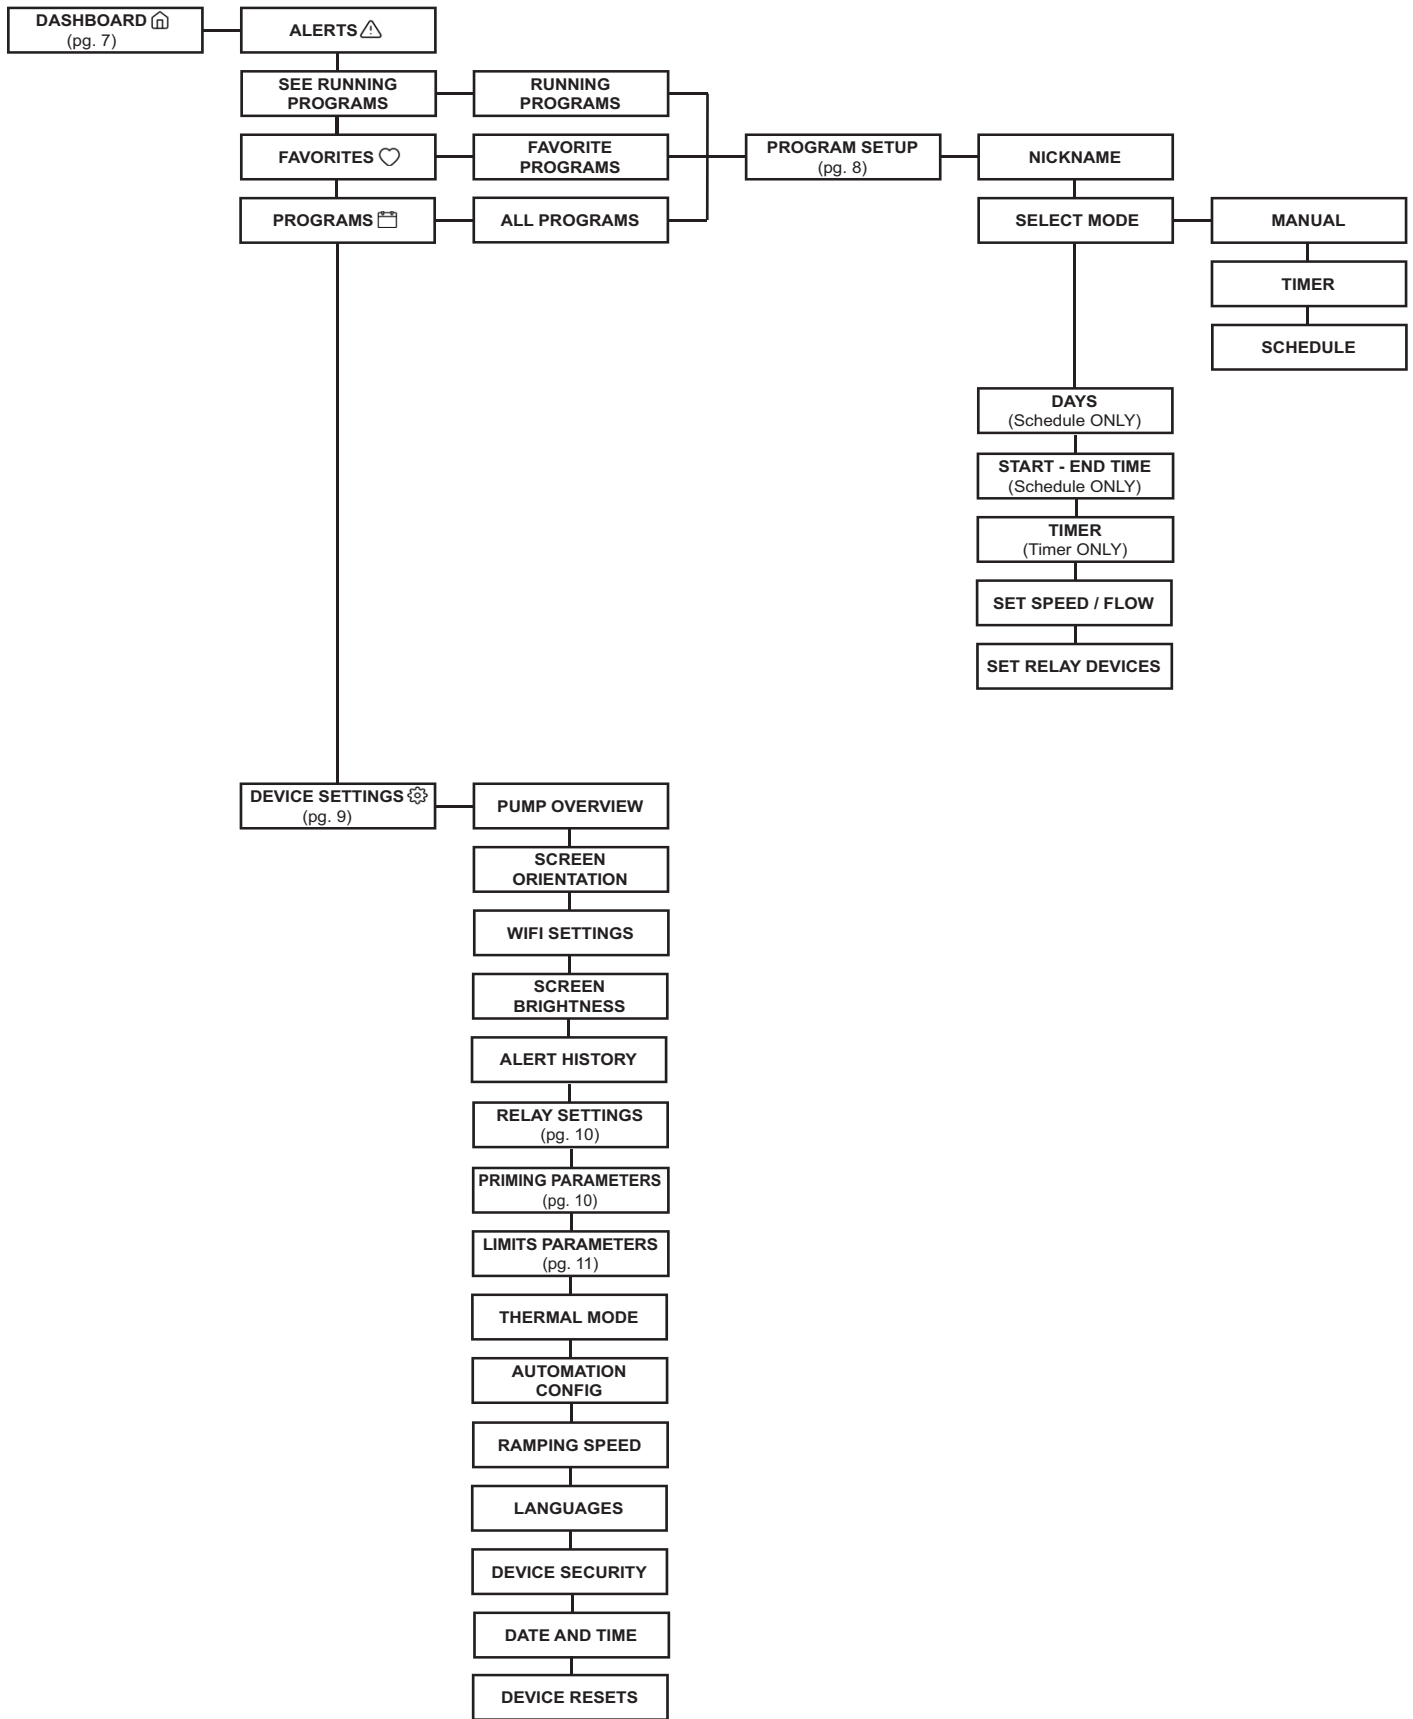 DASHBOARD
(pg. 7)
ALERTS
SEE RUNNING
PROGRAMS
RUNNING
PROGRAMS
FAVORITES
FAVORITE
PROGRAMS
PROGRAMS
ALL PROGRAMS
PROGRAM SETUP
(pg. 8)
NICKNAME
SELECT MODE
MANUAL
TIMER
SCHEDULE
DAYS
(Schedule ONLY)
START - END TIME
(Schedule ONLY)
TIMER
(Timer ONLY)
SET SPEED / FLOW
SET RELAY DEVICES
DEVICE SETTINGS
(pg. 9)
PUMP OVERVIEW
SCREEN
ORIENTATION
WIFI SETTINGS
SCREEN
BRIGHTNESS
ALERT HISTORY
RELAY SETTINGS
(pg. 10)
PRIMING PARAMETERS
(pg. 10)
LIMITS PARAMETERS
(pg. 11)
THERMAL MODE
AUTOMATION
CONFIG
RAMPING SPEED
LANGUAGES
DEVICE SECURITY
DATE AND TIME
DEVICE RESETS